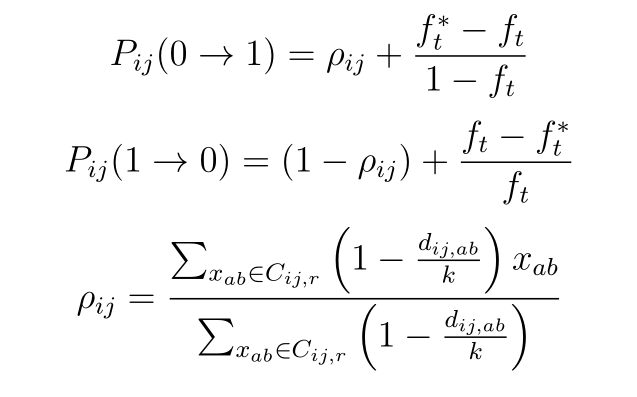 $P_{ij}(0 \to 1) = \rho_{ij} + \frac{f_t^* - f_t}{1 - f_t}$
$P_{ij}(1 \to 0) = (1 - \rho_{ij}) + \frac{f_t - f_t^*}{f_t}$
$\rho_{ij} = \frac{\sum_{x_{ab} \in C_{ij,r}} \left(1 - \frac{d_{ij,ab}}{k}\right) x_{ab}}{\sum_{x_{ab} \in C_{ij,r}} \left(1 - \frac{d_{ij,ab}}{k}\right)}$